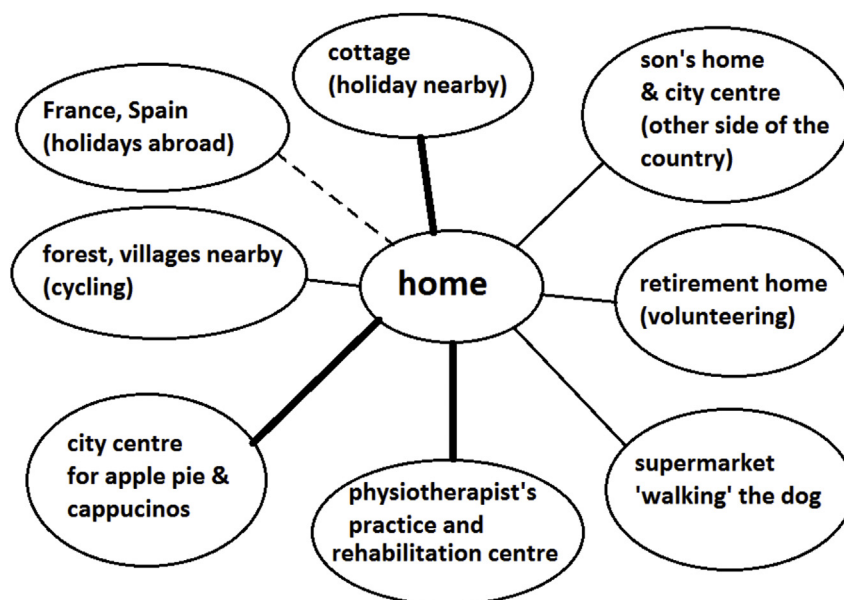 cottage
(holiday nearby)
son's home
& city centre
(other side of the
country)
France, Spain
(holidays abroad)
forest, villages nearby
(cycling)
home
retirement home
(volunteering)
city centre
for apple pie &
cappucinos
physiotherapist's
practice and
rehabilitation centre
supermarket
'walking' the dog